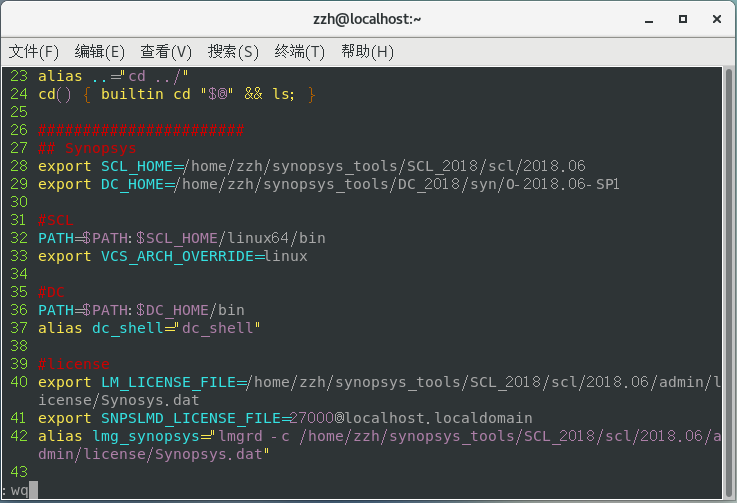 zzh@localhost:~
文件(F) 编辑(E) 查看(V) 搜索(S) 终端(T) 帮助(H)
23 alias ..="cd ../"
24 cd() { builtin cd "$@" && ls; }
25
26 #######################
27 ## Synopsys
28 export SCL_HOME=/home/zzh/synopsys_tools/SCL_2018/scl/2018.06
29 export DC_HOME=/home/zzh/synopsys_tools/DC_2018/syn/O-2018.06-SP1
30
31 #SCL
32 PATH=$PATH:$SCL_HOME/linux64/bin
33 export VCS_ARCH_OVERRIDE=linux
34
35 #DC
36 PATH=$PATH:$DC_HOME/bin
37 alias dc_shell="dc_shell"
38
39 #license
40 export LM_LICENSE_FILE=/home/zzh/synopsys_tools/SCL_2018/scl/2018.06/admin/l
icense/Synosys.dat
41 export SNPSLMD_LICENSE_FILE=27000@localhost.localdomain
42 alias lmg_synopsys="lmgrd -c /home/zzh/synopsys_tools/SCL_2018/scl/2018.06/a
dmin/license/Synopsys.dat"
43
:wq